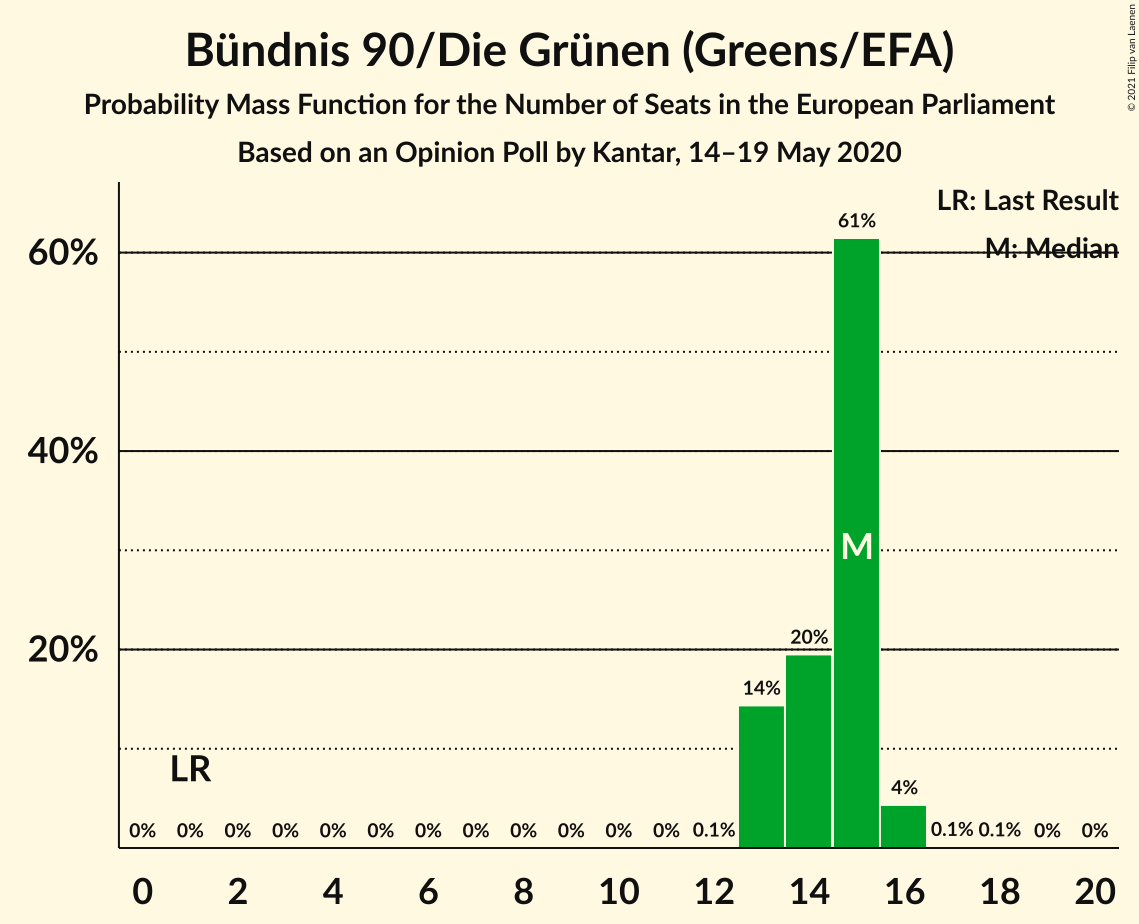 Bündnis 90/Die Grünen (Greens/EFA)
Probability Mass Function for the Number of Seats in the European Parliament
Based on an Opinion Poll by Kantar, 14–19 May 2020
© 2021 Filip van Laenen
LR: Last Result
M: Median
60%
40%
20%
61%
M
20%
14%
4%
LR
0% 0% 0% 0% 0% 0% 0% 0% 0% 0% 0% 0% 0.1% 0.1% 0.1% 0% 0%
0 2 4 6 8 10 12 14 16 18 20